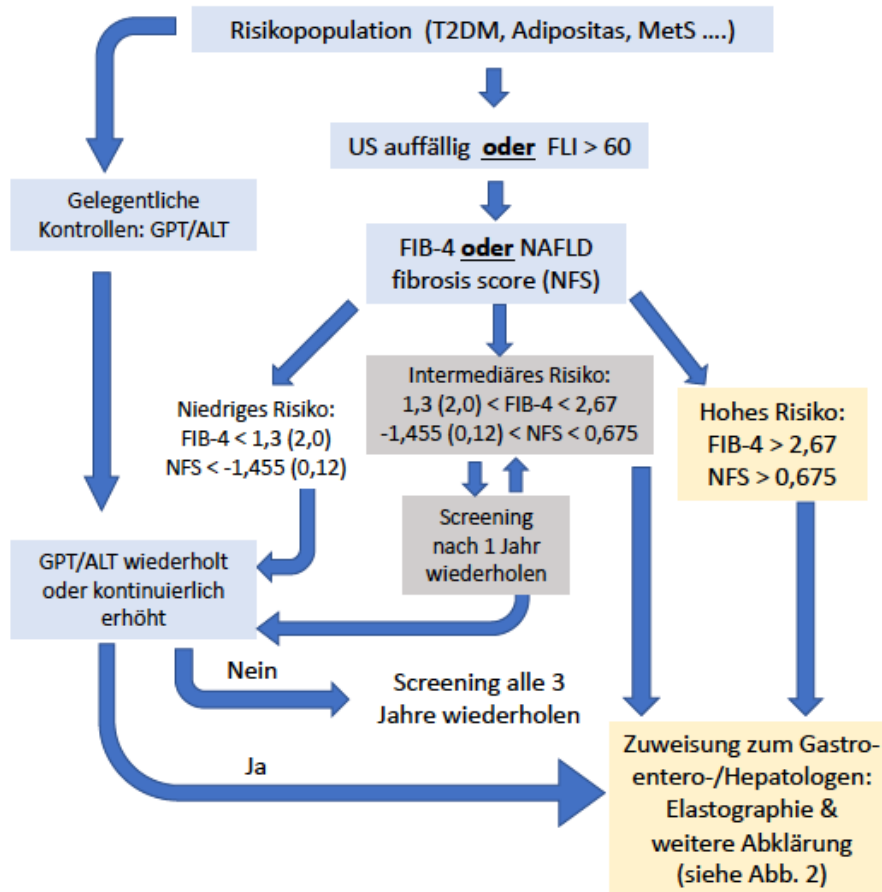 Risikopopulation (T2DM, Adipositas, MetS ....)
US auffällig oder FLI > 60
Gelegentliche
Kontrollen: GPT/ALT
FIB-4 oder NAFLD
fibrosis score (NFS)
Niedriges Risiko:
FIB-4 < 1,3 (2,0)
NFS < -1,455 (0,12)
Intermediäres Risiko:
1,3 (2,0) < FIB-4 < 2,67
-1,455 (0,12) < NFS < 0,675
Hohes Risiko:
FIB-4 > 2,67
NFS > 0,675
Screening
nach 1 Jahr
wiederholen
GPT/ALT wiederholt
oder kontinuierlich
erhöht
Nein
Screening alle 3
Jahre wiederholen
Ja
Zuweisung zum Gastro-
entero-/Hepatologen:
Elastographie &
weitere Abklärung
(siehe Abb. 2)